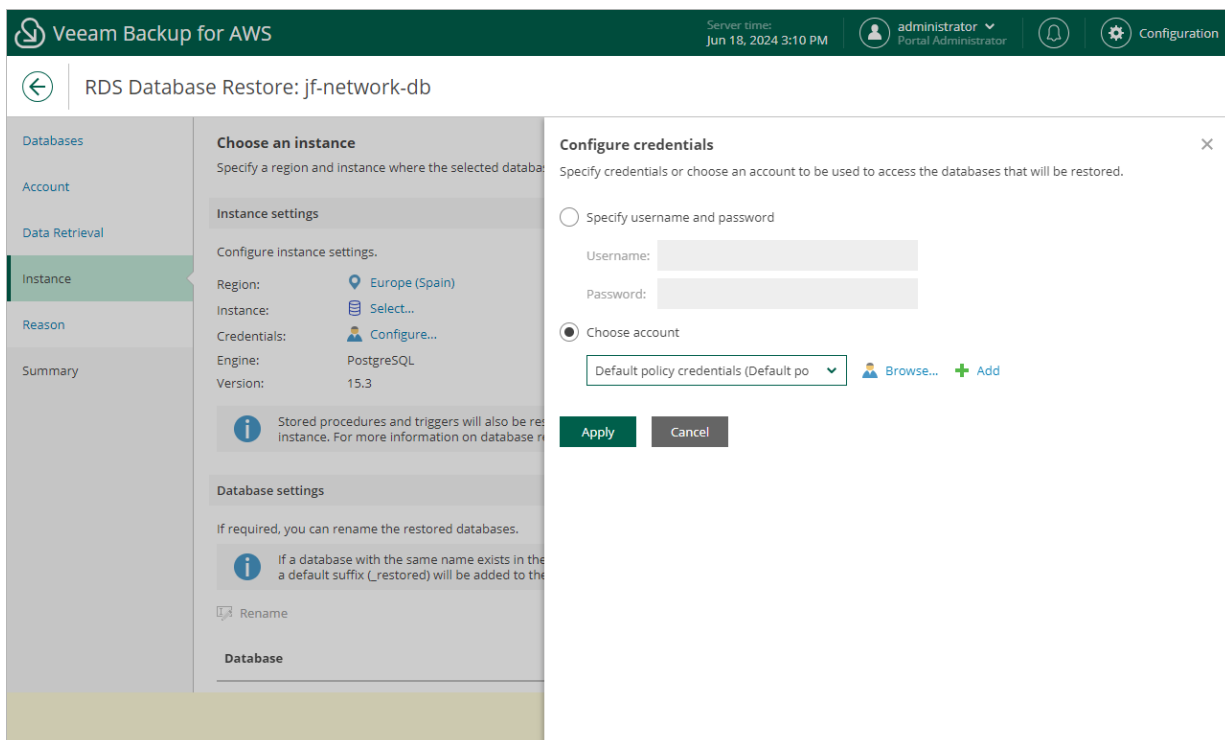 Veeam Backup for AWS
Server time:
Jun 18, 2024 3:10 PM
administrator
Portal Administrator
Configuration
RDS Database Restore: jf-network-db
Databases
Account
Data Retrieval
Instance
Reason
Summary
Choose an instance
Specify a region and instance where the selected databa
Instance settings
Configure instance settings.
Region: Europe (Spain)
Instance: Select...
Credentials: Configure...
Engine: PostgreSQL
Version: 15.3
Stored procedures and triggers will also be res
instance. For more information on database r
Database settings
If required, you can rename the restored databases.
If a database with the same name exists in the
a default suffix (_restored) will be added to the
Rename
Database
Configure credentials
Specify credentials or choose an account to be used to access the databases that will be restored.
Specify username and password
Username:
Password:
Choose account
Default policy credentials (Default po
Browse...
Add
Apply
Cancel